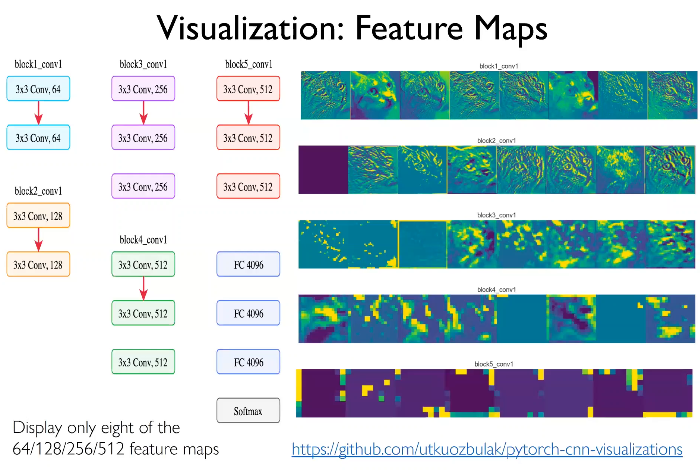 Visualization: Feature Maps
block1_conv1
3x3 Conv, 64
3x3 Conv, 64
block2_conv1
3x3 Conv, 128
3x3 Conv, 128
block3_conv1
3x3 Conv, 256
3x3 Conv, 256
3x3 Conv, 256
block4_conv1
3x3 Conv, 512
3x3 Conv, 512
3x3 Conv, 512
block5_conv1
3x3 Conv, 512
3x3 Conv, 512
3x3 Conv, 512
FC 4096
FC 4096
FC 4096
Softmax
block1_conv1
block2_conv1
block3_conv1
block4_conv1
block5_conv1
Display only eight of the
64/128/256/512 feature maps
https://github.com/utkuozbulak/pytorch-cnn-visualizations